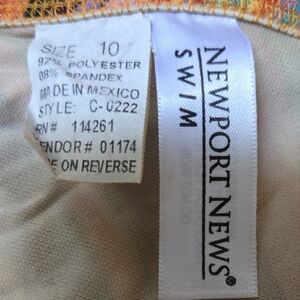 SIZE 10
92% POLYESTER
08% SPANDEX
MADE IN MEXICO
STYLE: C-0222
RN# 114261
VENDOR# 01174
ON REVERSE
NEWPORT NEWS®
SWIM